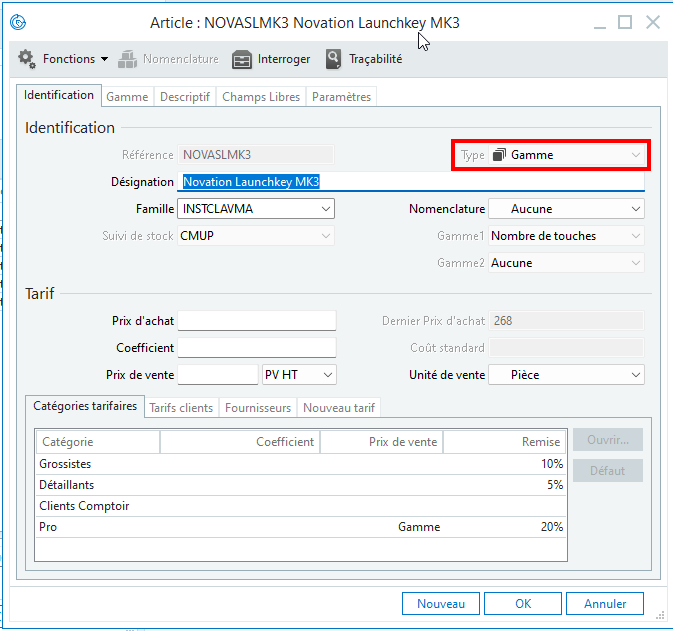 Article : NOVASLMK3 Novation Launchkey MK3
Fonctions Nomenclature Interroger Traçabilité
Identification Gamme Descriptif Champs Libres Paramètres
Identification
Référence NOVASLMK3 Type Gamme
Désignation Novation Launchkey MK3
Famille INSTCLAVMA Nomenclature Aucune
Suivi de stock CMUP Gamme1 Nombre de touches
Gamme2 Aucune
Tarif
Prix d'achat Dernier Prix d'achat 268
Coefficient Coût standard
Prix de vente PV HT Unité de vente Pièce
Catégories tarifaires Tarifs clients Fournisseurs Nouveau tarif
Catégorie Coefficient Prix de vente Remise Ouvrir...
Grossistes 10%
Détaillants 5% Défaut
Clients Comptoir
Pro Gamme 20%
Nouveau OK Annuler